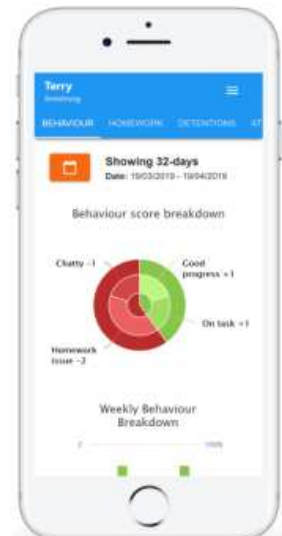 Terry
BEHAVIOUR HOMEWORK DETENTIONS AT
Showing 32-days
Date: 19/03/2019 - 19/04/2019
Behaviour score breakdown
Chatty -1
Good
progress +1
On task +1
Homework
issue -2
Weekly Behaviour
Breakdown